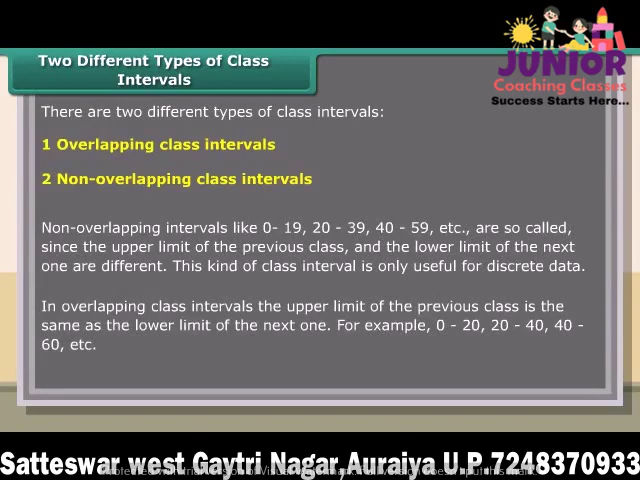 Two Different Types of Class
Intervals
JUNIOR
Coaching Classes
Success Starts Here...
There are two different types of class intervals:
1 Overlapping class intervals
2 Non-overlapping class intervals
Non-overlapping intervals like 0- 19, 20 - 39, 40 - 59, etc., are so called,
since the upper limit of the previous class, and the lower limit of the next
one are different. This kind of class interval is only useful for discrete data.
In overlapping class intervals the upper limit of the previous class is the
same as the lower limit of the next one. For example, 0 - 20, 20 - 40, 40 -
60, etc.
Satteswar west Gaytri Nagar,Auraiya U.P 7248370933